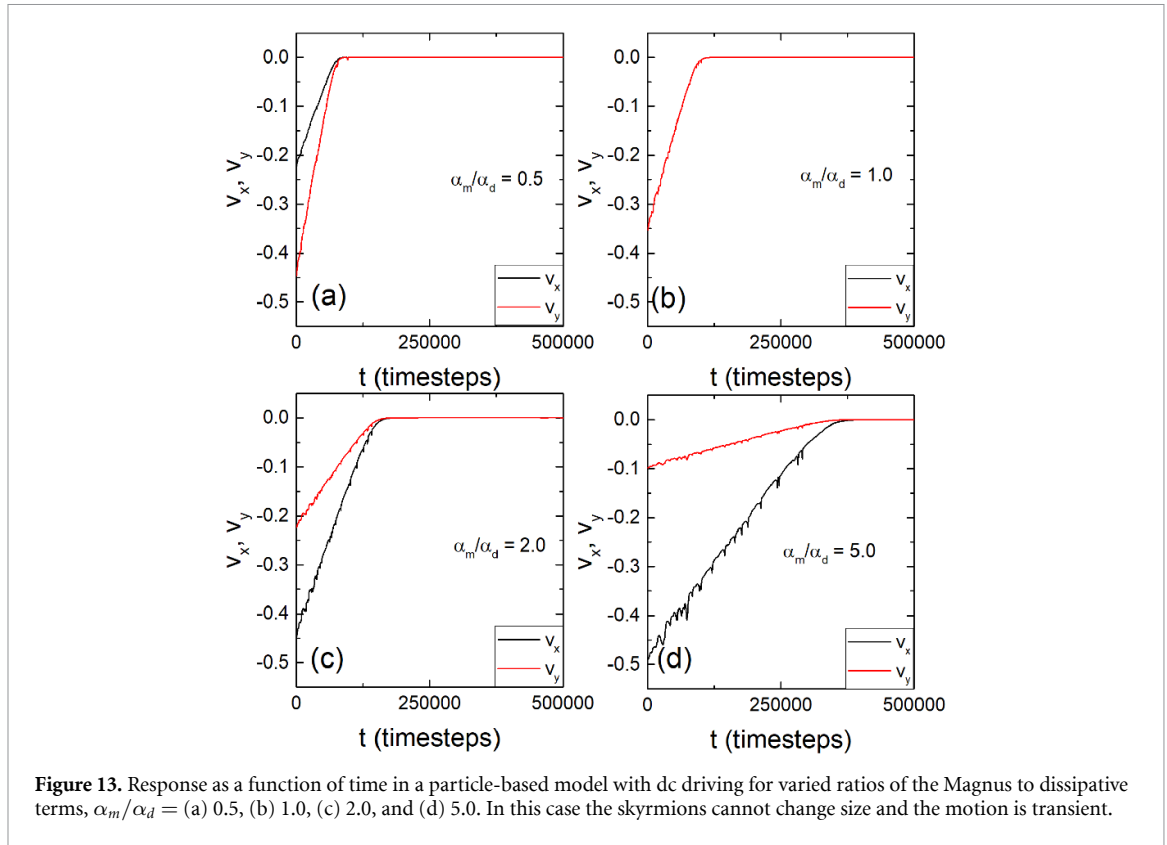 0.0
-0.1
-0.2
-0.3
-0.4
-0.5
v_x, v_y
α_m/α_d = 0.5
(a)
v_x
v_y
0 250000 500000
t (timesteps)
0.0
-0.1
-0.2
-0.3
-0.4
-0.5
v_x, v_y
α_m/α_d = 1.0
(b)
v_x
v_y
0 250000 500000
t (timesteps)
0.0
-0.1
-0.2
-0.3
-0.4
-0.5
v_x, v_y
α_m/α_d = 2.0
(c)
v_x
v_y
0 250000 500000
t (timesteps)
0.0
-0.1
-0.2
-0.3
-0.4
-0.5
v_x, v_y
α_m/α_d = 5.0
(d)
v_x
v_y
0 250000 500000
t (timesteps)
Figure 13. Response as a function of time in a particle-based model with dc driving for varied ratios of the Magnus to dissipative
terms, α_m/α_d = (a) 0.5, (b) 1.0, (c) 2.0, and (d) 5.0. In this case the skyrmions cannot change size and the motion is transient.